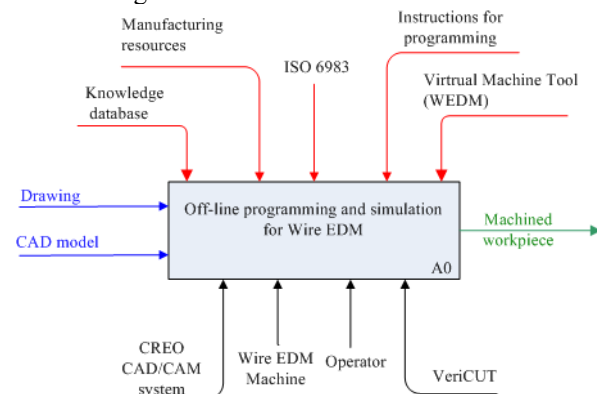 Manufacturing
resources
Instructions for
programming
ISO 6983
Knowledge
database
Virtrual Machine Tool
(WEDM)
Drawing
CAD model
Off-line programming and simulation
for Wire EDM
A0
Machined
workpiece
CREO
CAD/CAM
system
Wire EDM
Machine
Operator
VeriCUT